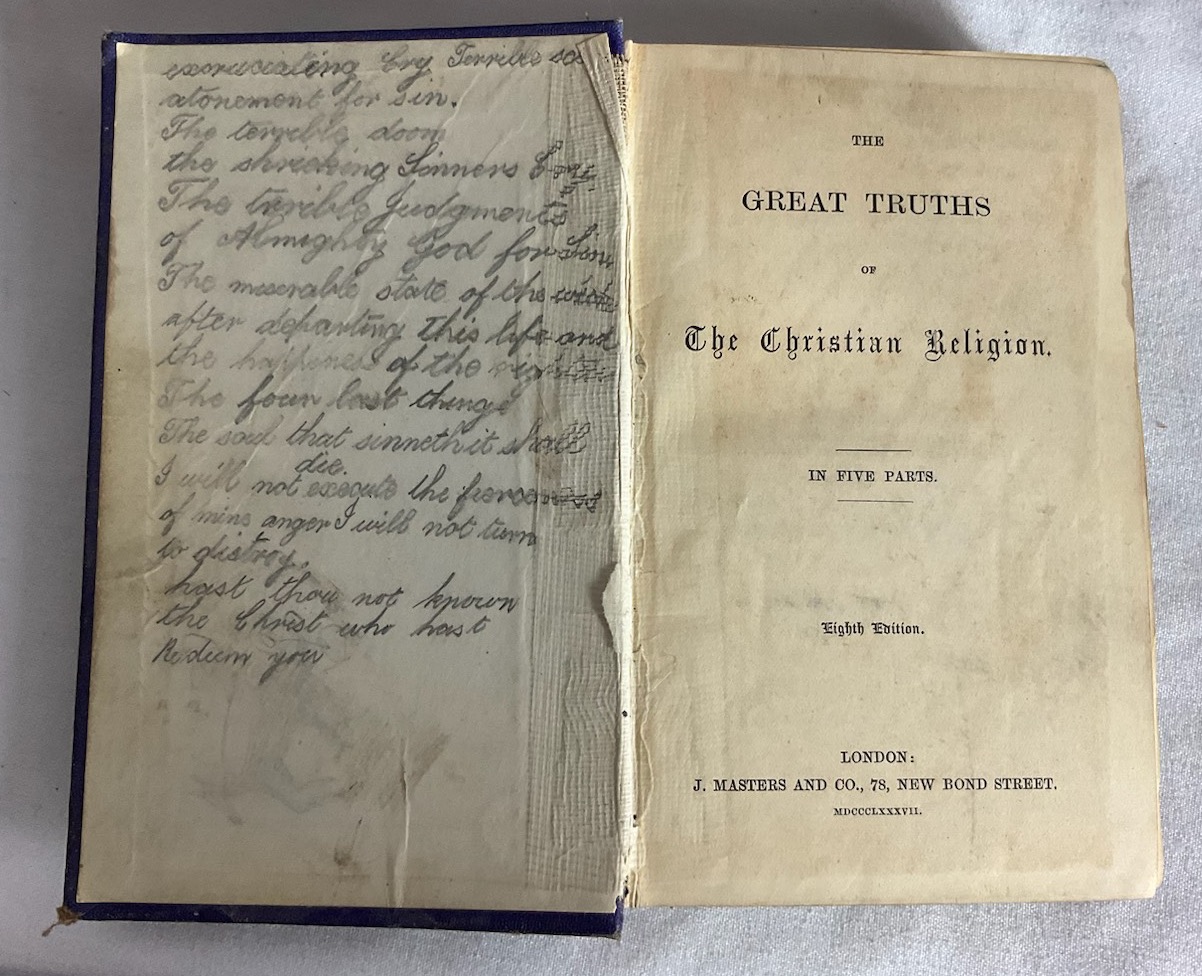 excruciating Cry Terrible
atonement for sin.
The terrible doom
the shrieking Sinners
The terible Judgments
of Almighty God for Sin
The miserable state of the
after departing this life and
the happiness of the
The four last things
The soul that sinneth it shall
die.
I will not execute the fierceness
of mine anger I will not turn
to distroy.
hast thou not known
the Christ who hast
Redeem you
THE
GREAT TRUTHS
OF
The Christian Religion.
IN FIVE PARTS.
Eighth Edition.
LONDON:
J. MASTERS AND CO., 78, NEW BOND STREET.
MDCCCLXXXVII.